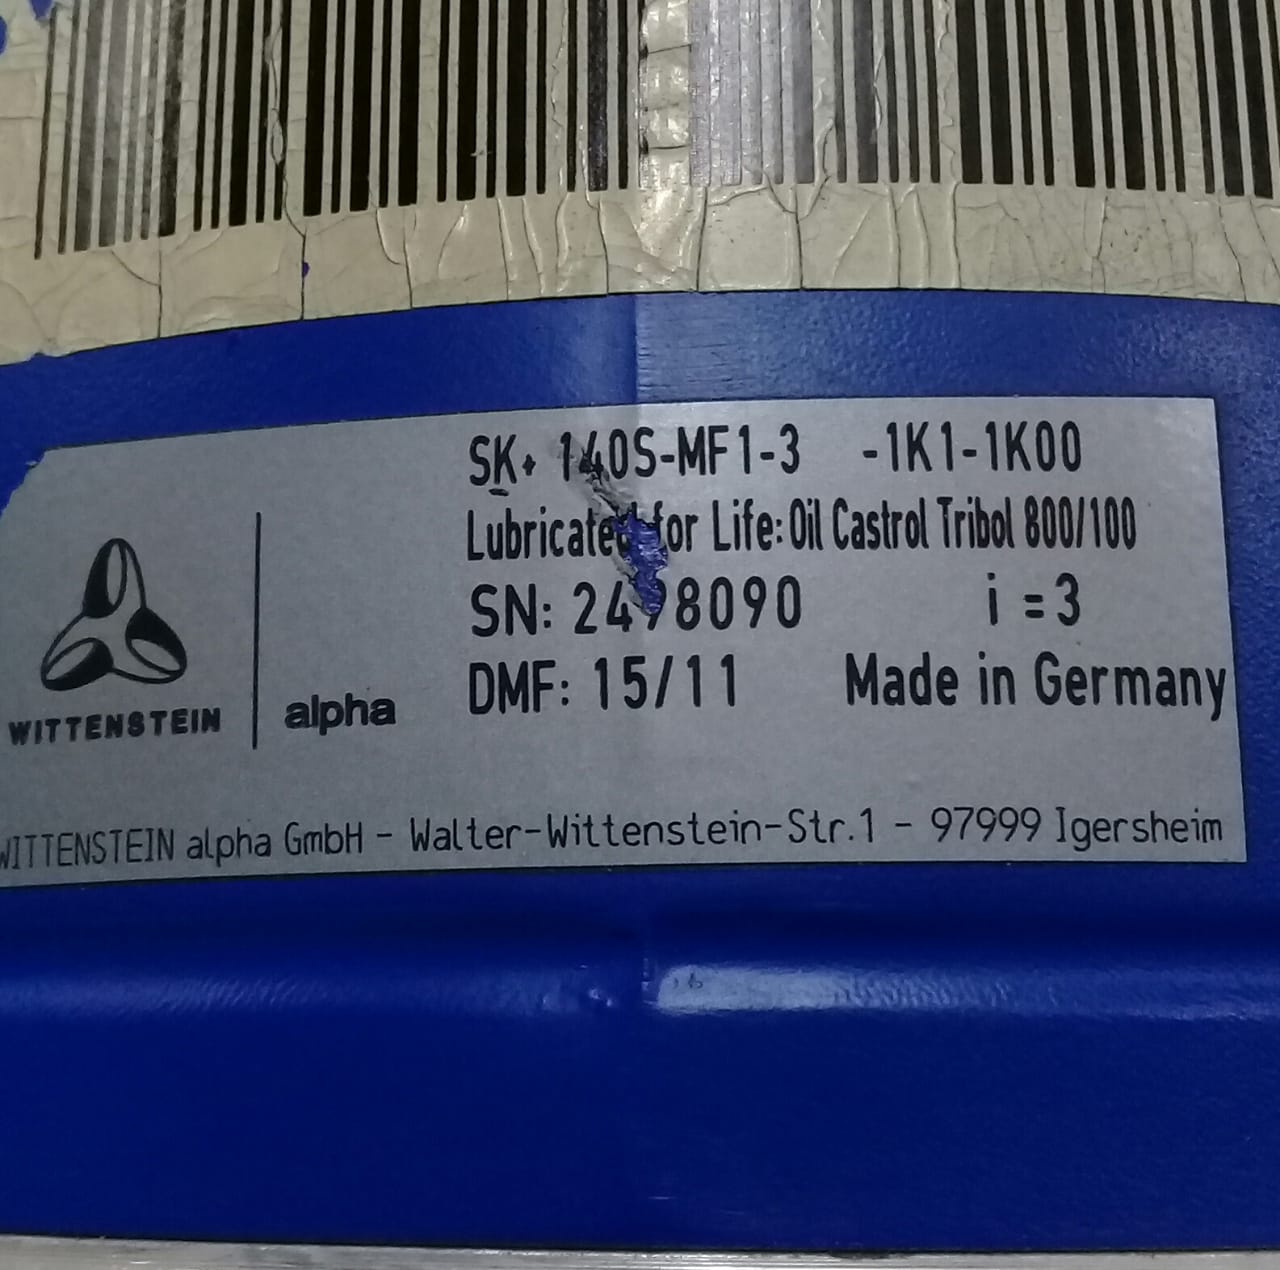 SK+ 140S-MF1-3 -1K1-1K00
Lubricated for Life: Oil Castrol Tribol 800/100
SN: 2498090 i =3
DMF: 15/11 Made in Germany
WITTENSTEIN alpha
WITTENSTEIN alpha GmbH - Walter-Wittenstein-Str.1 - 97999 Igersheim